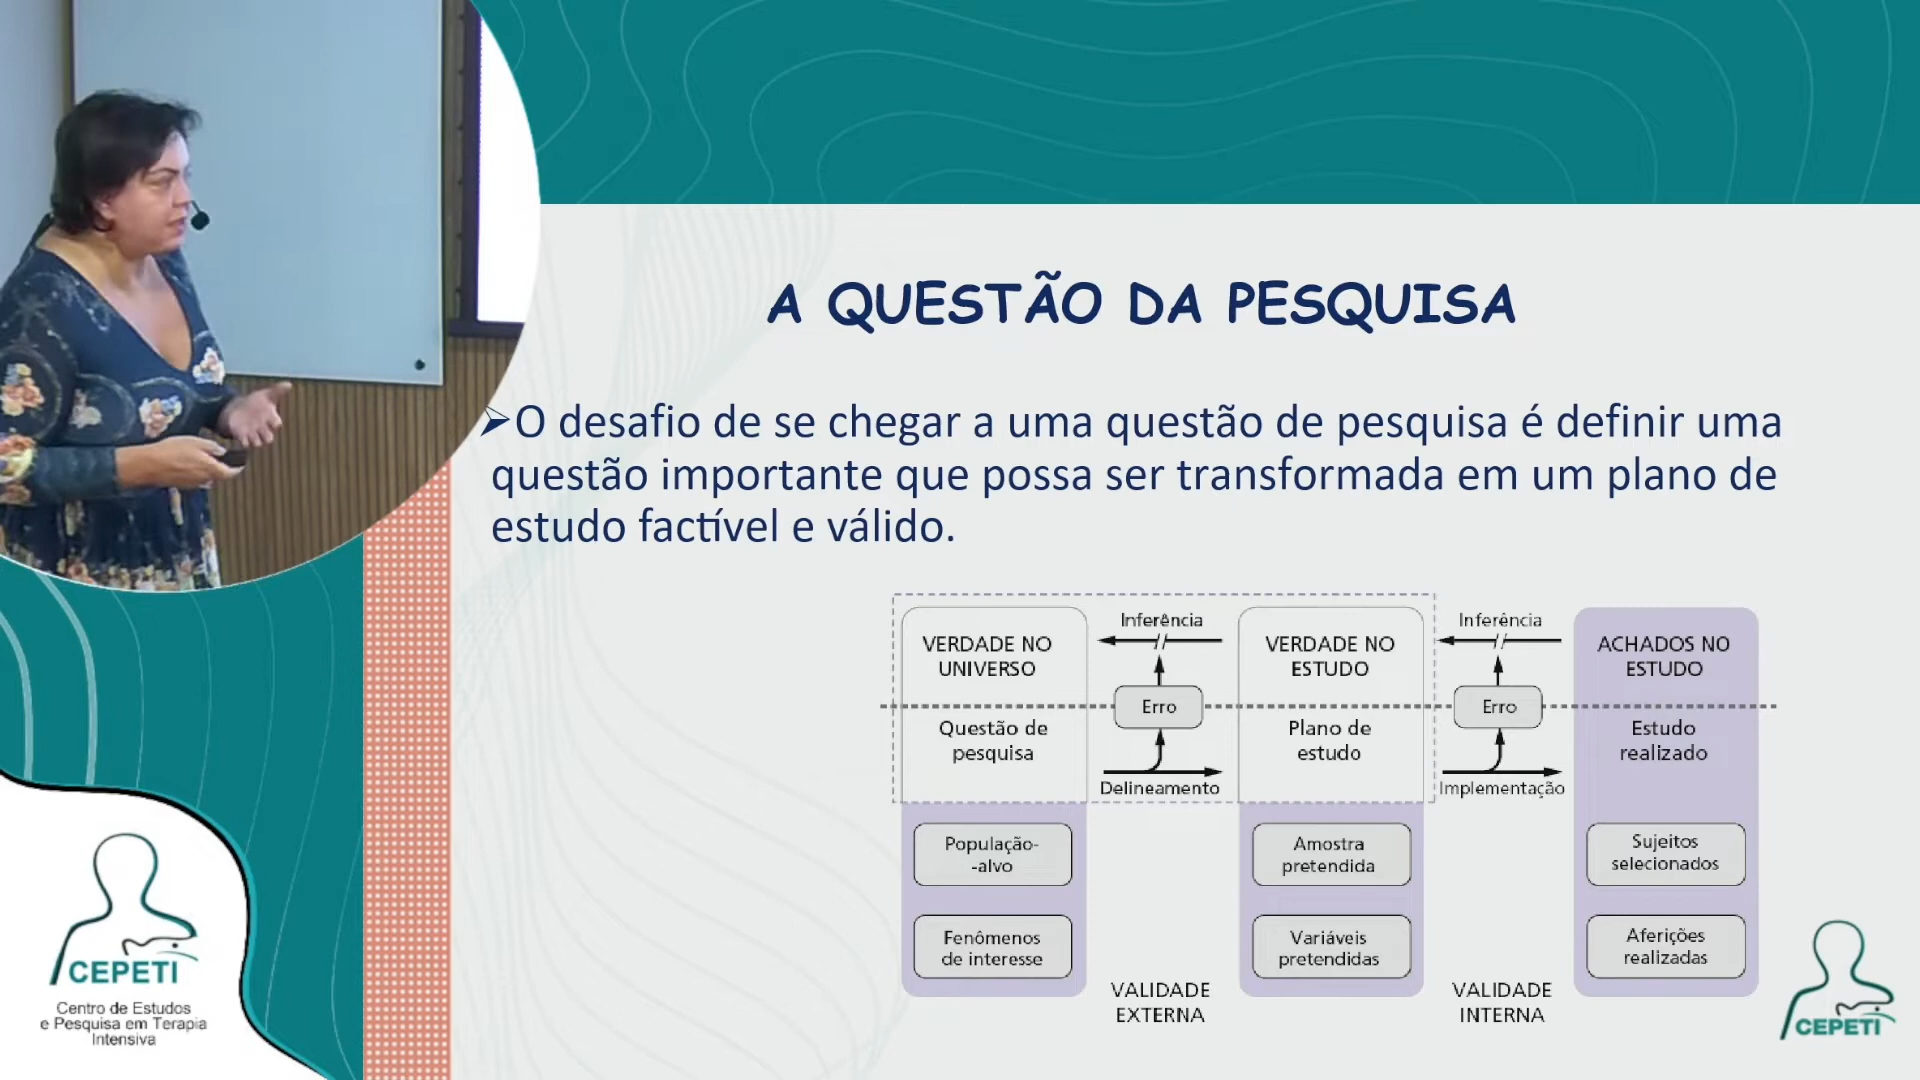 A QUESTÃO DA PESQUISA
➢O desafio de se chegar a uma questão de pesquisa é definir uma
questão importante que possa ser transformada em um plano de
estudo factível e válido.
VERDADE NO
UNIVERSO
Questão de
pesquisa
População-
-alvo
Fenômenos
de interesse
Inferência
Erro
Delineamento
VALIDADE
EXTERNA
VERDADE NO
ESTUDO
Plano de
estudo
Amostra
pretendida
Variáveis
pretendidas
Inferência
Erro
Implementação
VALIDADE
INTERNA
ACHADOS NO
ESTUDO
Estudo
realizado
Sujeitos
selecionados
Aferições
realizadas
CEPETI
Centro de Estudos
e Pesquisa em Terapia
Intensiva
CEPETI